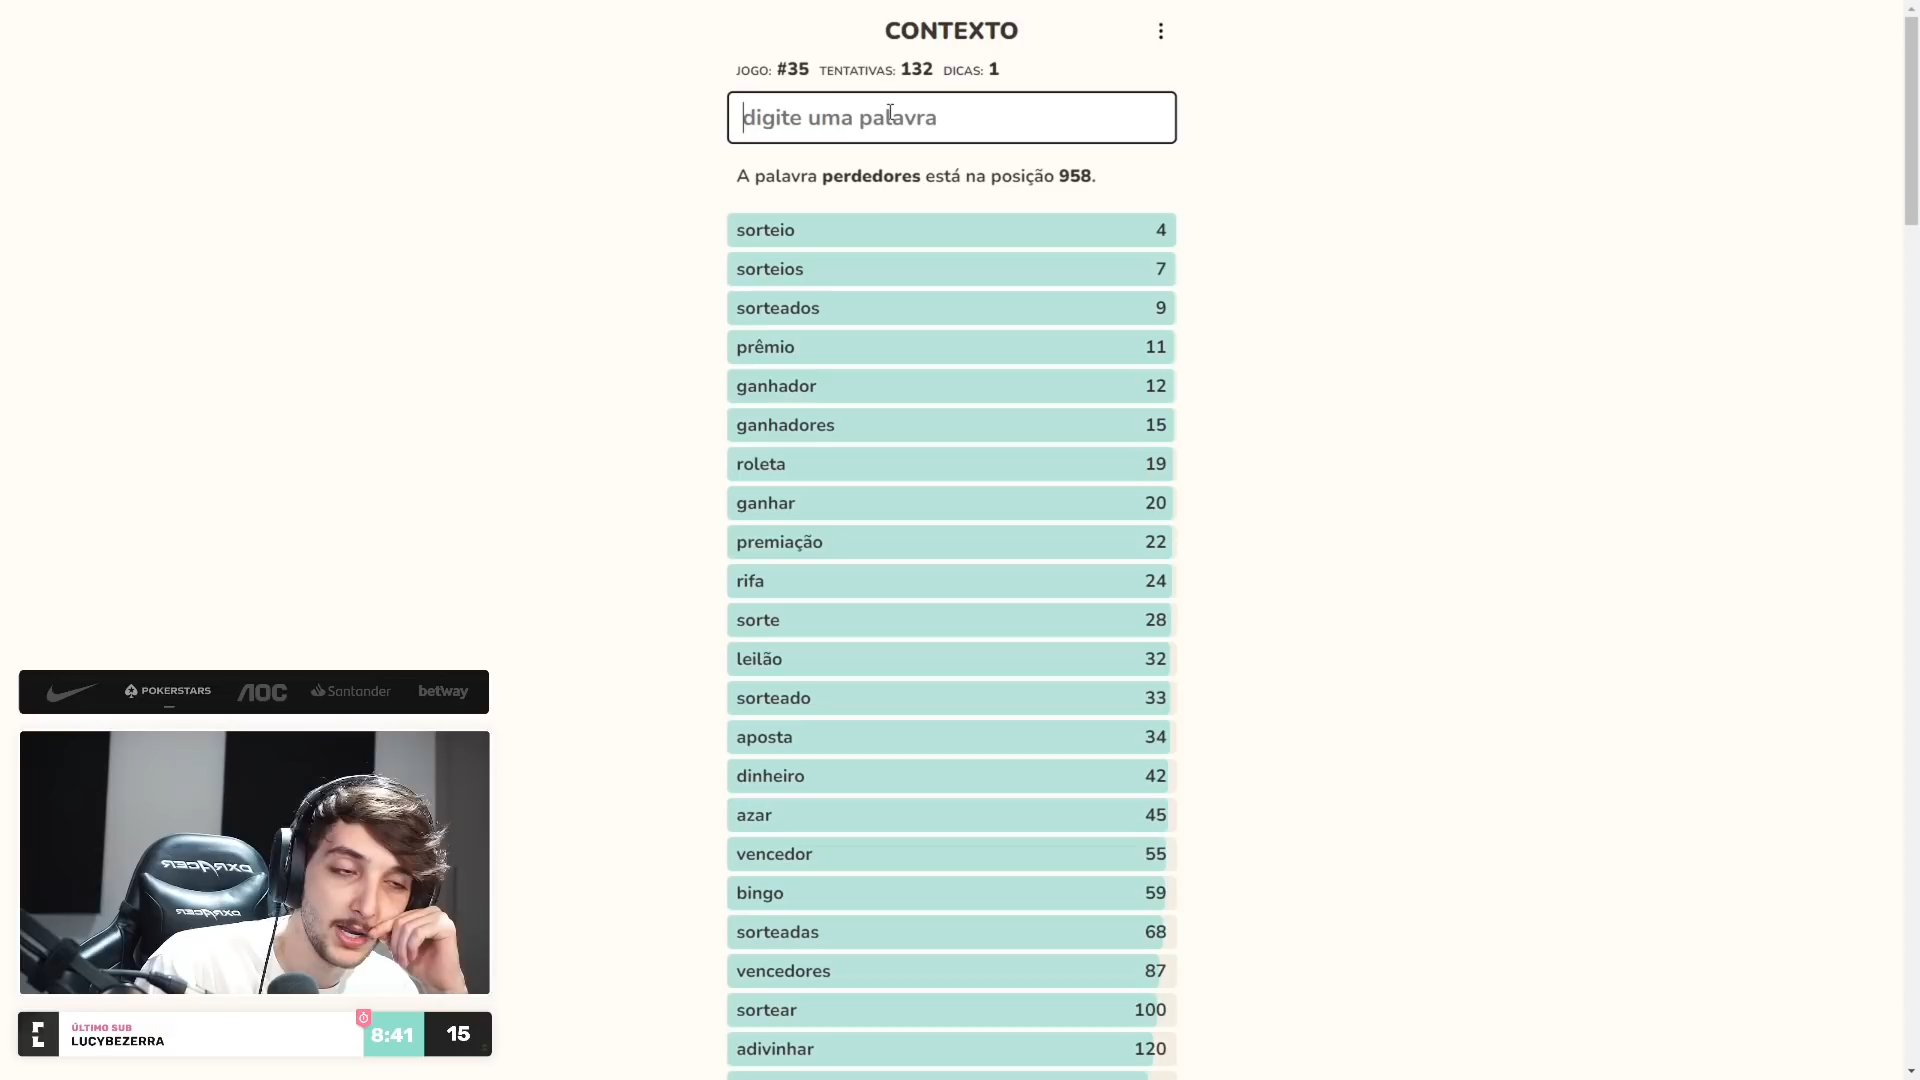 CONTEXTO
JOGO: #35 TENTATIVAS: 132 DICAS: 1
digite uma palavra
A palavra perdedores está na posição 958.
sorteio 4
sorteios 7
sorteados 9
prêmio 11
ganhador 12
ganhadores 15
roleta 19
ganhar 20
premiação 22
rifa 24
sorte 28
leilão 32
sorteado 33
aposta 34
dinheiro 42
azar 45
vencedor 55
bingo 59
sorteadas 68
vencedores 87
sortear 100
adivinhar 120
POKERSTARS AOC Santander betway
DXRACER
DXRACER
ÚLTIMO SUB
LUCYBEZERRA
8:41
15